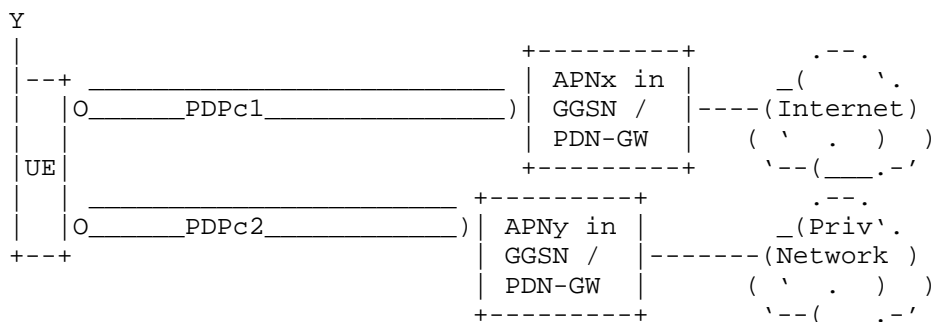 Y
APNx in
PDPc1 GGSN / Internet
PDN-GW
UE
APNy in Priv
PDPc2 GGSN / Network
PDN-GW